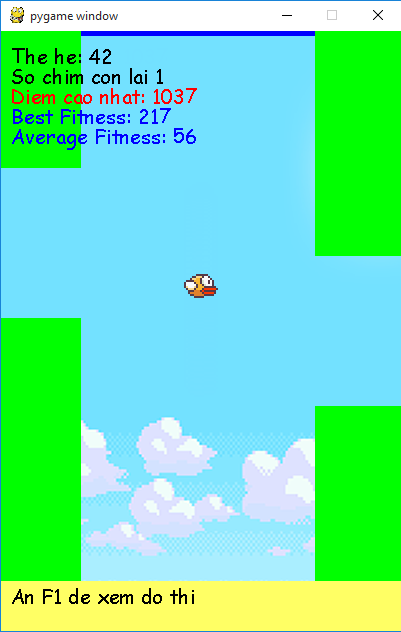 pygame window
The he: 42
So chim con lai 1
Diem cao nhat: 1037
Best Fitness: 217
Average Fitness: 56
An F1 de xem do thi